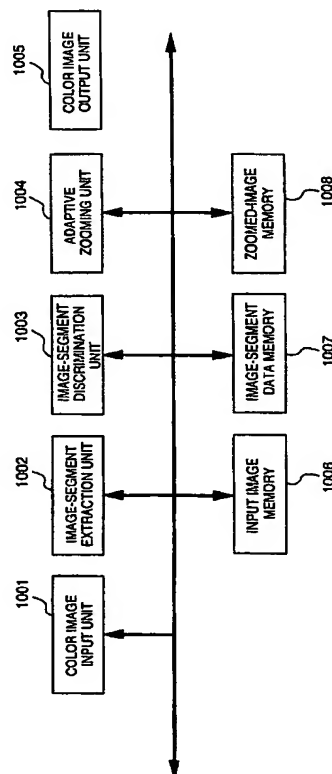 1001
COLOR IMAGE
INPUT UNIT
1002
IMAGE-SEGMENT
EXTRACTION UNIT
1003
IMAGE-SEGMENT
DISCRIMINATION
UNIT
1004
ADAPTIVE
ZOOMING UNIT
1005
COLOR IMAGE
OUTPUT UNIT
INPUT IMAGE
MEMORY
1006
IMAGE-SEGMENT
DATA MEMORY
1007
ZOOMED-IMAGE
MEMORY
1008